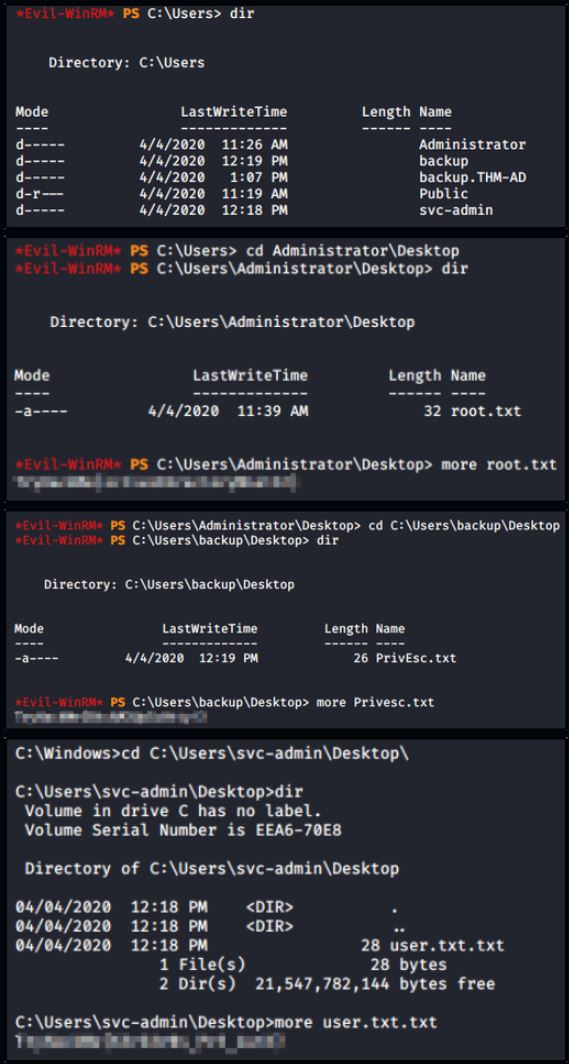 *Evil-WinRM* PS C:\Users> dir
Directory: C:\Users
Mode LastWriteTime Length Name
---- ------------- ------ ----
d----- 4/4/2020 11:26 AM Administrator
d----- 4/4/2020 12:19 PM backup
d----- 4/4/2020 1:07 PM backup.THM-AD
d-r--- 4/4/2020 11:19 AM Public
d----- 4/4/2020 12:18 PM svc-admin
*Evil-WinRM* PS C:\Users> cd Administrator\Desktop
*Evil-WinRM* PS C:\Users\Administrator\Desktop> dir
Directory: C:\Users\Administrator\Desktop
Mode LastWriteTime Length Name
---- ------------- ------ ----
-a---- 4/4/2020 11:39 AM 32 root.txt
*Evil-WinRM* PS C:\Users\Administrator\Desktop> more root.txt
*Evil-WinRM* PS C:\Users\Administrator\Desktop> cd C:\Users\backup\Desktop
*Evil-WinRM* PS C:\Users\backup\Desktop> dir
Directory: C:\Users\backup\Desktop
Mode LastWriteTime Length Name
---- ------------- ------ ----
-a---- 4/4/2020 12:19 PM 26 PrivEsc.txt
*Evil-WinRM* PS C:\Users\backup\Desktop> more Privesc.txt
C:\Windows>cd C:\Users\svc-admin\Desktop\
C:\Users\svc-admin\Desktop>dir
Volume in drive C has no label.
Volume Serial Number is EEA6-70E8
Directory of C:\Users\svc-admin\Desktop
04/04/2020 12:18 PM <DIR> .
04/04/2020 12:18 PM <DIR> ..
04/04/2020 12:18 PM 28 user.txt.txt
1 File(s) 28 bytes
2 Dir(s) 21,547,782,144 bytes free
C:\Users\svc-admin\Desktop>more user.txt.txt